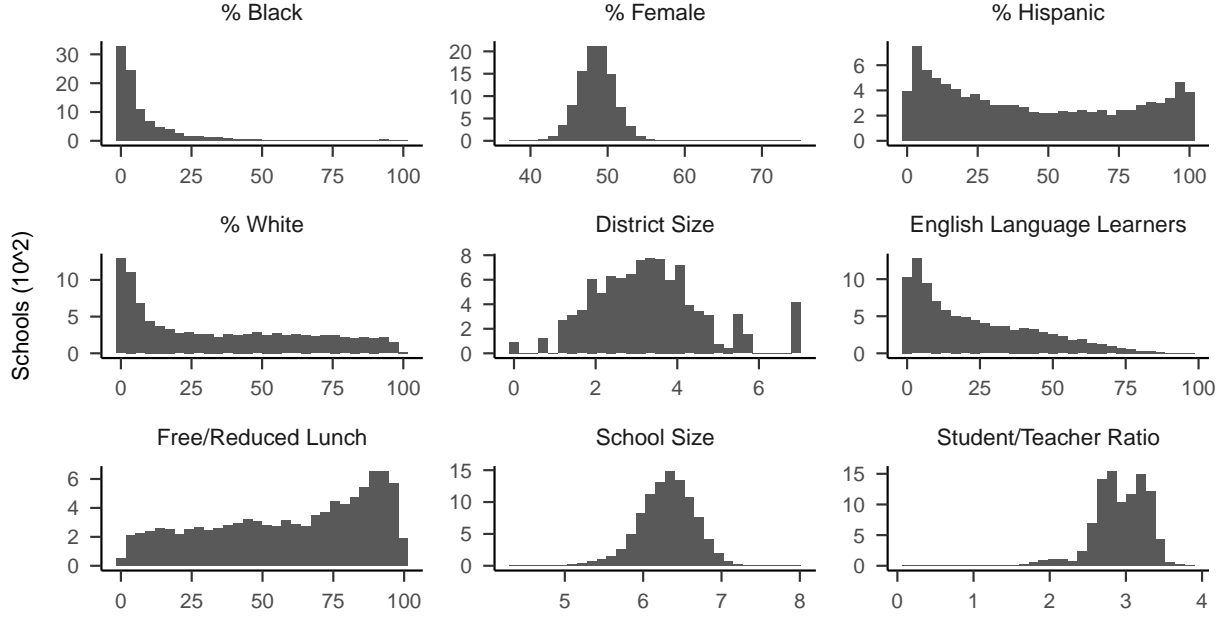 % Black
% Female
% Hispanic
30
20
10
0
0 25 50 75 100
20
15
10
5
0
40 50 60 70
6
4
2
0
0 25 50 75 100
Schools (10^2)
% White
District Size
English Language Learners
10
5
0
0 25 50 75 100
8
6
4
2
0
0 2 4 6
10
5
0
0 25 50 75 100
Free/Reduced Lunch
School Size
Student/Teacher Ratio
6
4
2
0
0 25 50 75 100
15
10
5
0
5 6 7 8
15
10
5
0
0 1 2 3 4